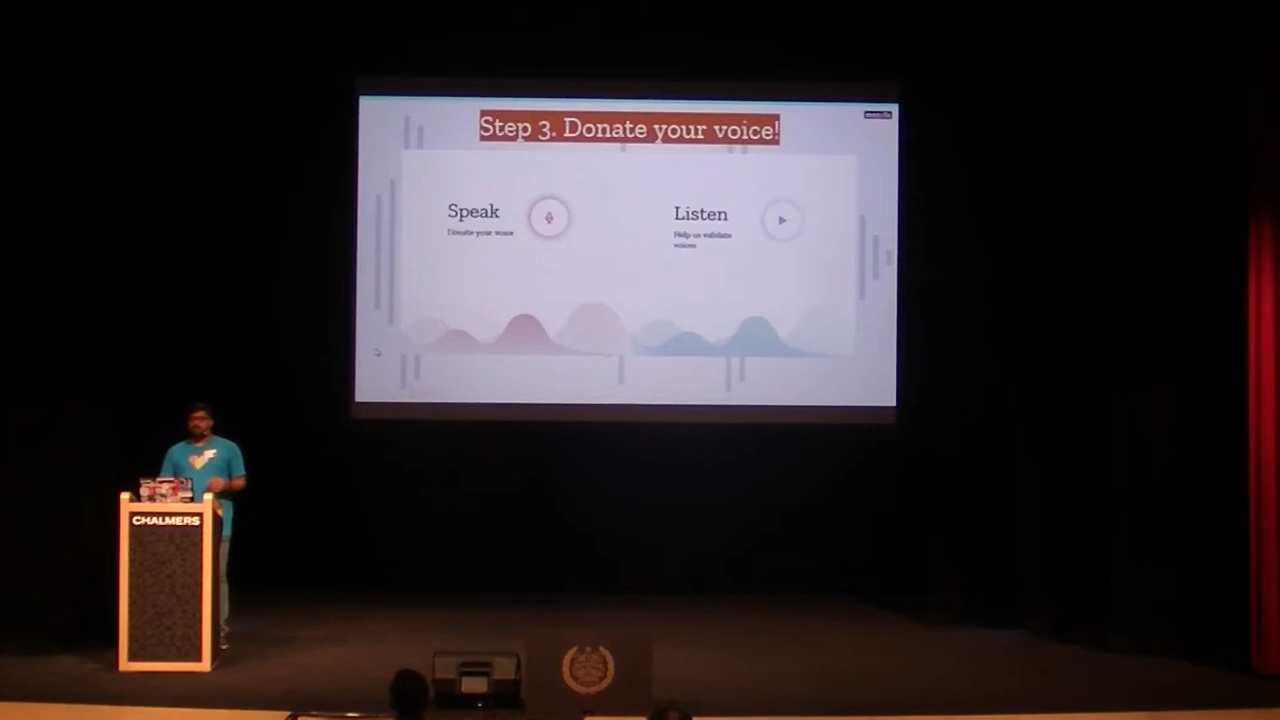 Step 3. Donate your voice!
Speak
Donate your voice
Listen
Help us validate
voices
CHALMERS